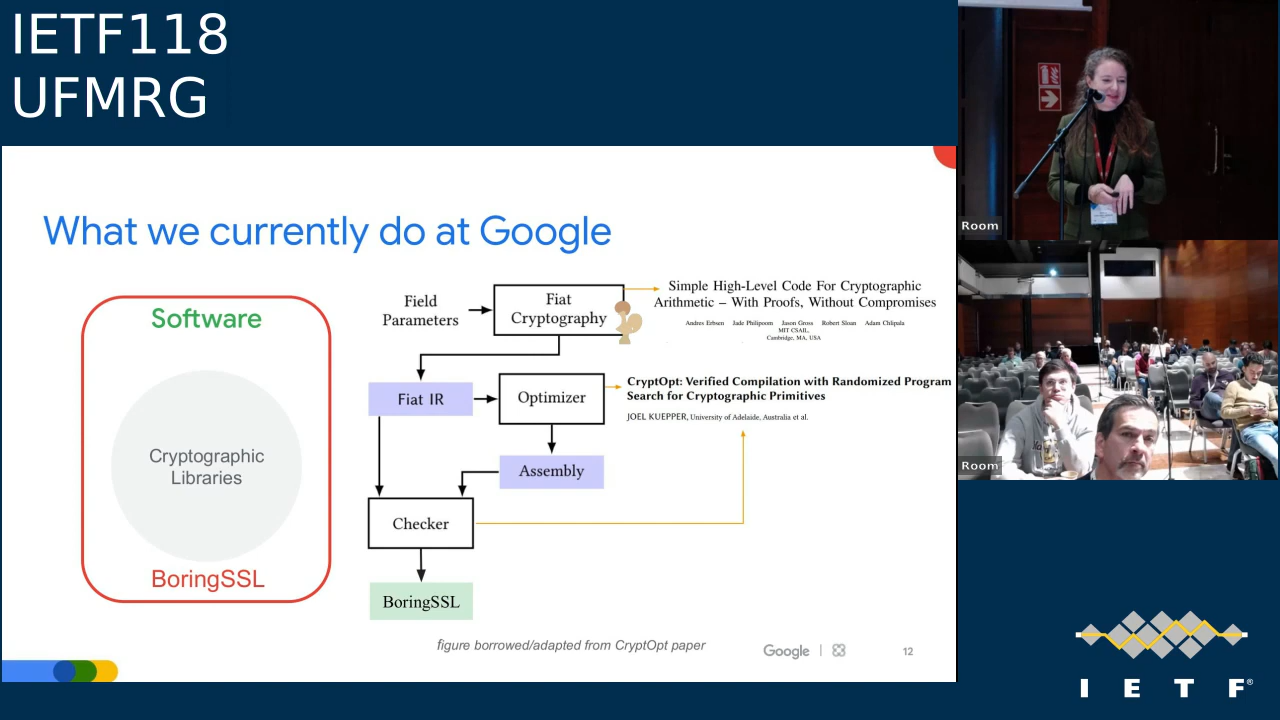 IETF118
UFMRG
What we currently do at Google
Software
Cryptographic
Libraries
BoringSSL
Field
Parameters
Fiat
Cryptography
Simple High-Level Code For Cryptographic
Arithmetic – With Proofs, Without Compromises
Andres Erbsen Jade Philipoom Jason Gross Robert Sloan Adam Chlipala
MIT CSAIL,
Cambridge, MA, USA
Fiat IR
Optimizer
CryptOpt: Verified Compilation with Randomized Program
Search for Cryptographic Primitives
JOEL KUEPPER, University of Adelaide, Australia et al.
Assembly
Checker
BoringSSL
figure borrowed/adapted from CryptOpt paper
Google
12
Room
Room
I E T F®